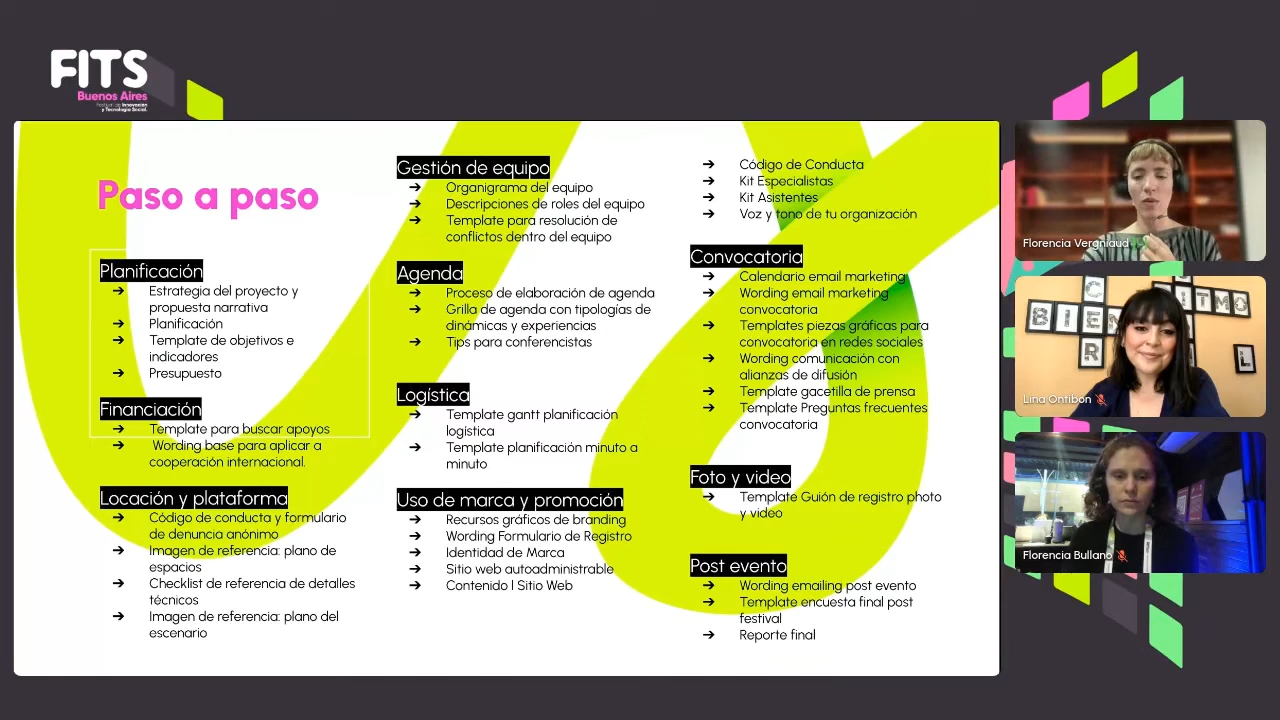 FITS
Buenos Aires
Festival de Innovación
y Tecnología Social.
Paso a paso
Planificación
➔ Estrategia del proyecto y
propuesta narrativa
➔ Planificación
➔ Template de objetivos e
indicadores
➔ Presupuesto
Financiación
➔ Template para buscar apoyos
➔ Wording base para aplicar a
cooperación internacional.
Locación y plataforma
➔ Código de conducta y formulario
de denuncia anónimo
➔ Imagen de referencia: plano de
espacios
➔ Checklist de referencia de detalles
técnicos
➔ Imagen de referencia: plano del
escenario
Gestión de equipo
➔ Organigrama del equipo
➔ Descripciones de roles del equipo
➔ Template para resolución de
conflictos dentro del equipo
Agenda
➔ Proceso de elaboración de agenda
➔ Grilla de agenda con tipologías de
dinámicas y experiencias
➔ Tips para conferencistas
Logística
➔ Template gantt planificación
logística
➔ Template planificación minuto a
minuto
Uso de marca y promoción
➔ Recursos gráficos de branding
➔ Wording Formulario de Registro
➔ Identidad de Marca
➔ Sitio web autoadministrable
➔ Contenido | Sitio Web
➔ Código de Conducta
➔ Kit Especialistas
➔ Kit Asistentes
➔ Voz y tono de tu organización
Convocatoria
➔ Calendario email marketing
➔ Wording email marketing
convocatoria
➔ Templates piezas gráficas para
convocatoria en redes sociales
➔ Wording comunicación con
alianzas de difusión
➔ Template gacetilla de prensa
➔ Template Preguntas frecuentes
convocatoria
Foto y video
➔ Template Guión de registro photo
y video
Post evento
➔ Wording emailing post evento
➔ Template encuesta final post
festival
➔ Reporte final
Florencia Vergniaud
Lina Ontibon
Florencia Bullano